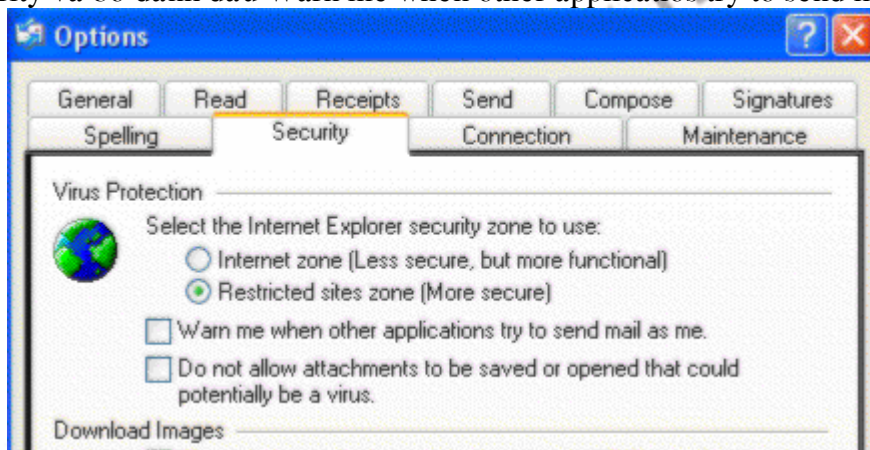 Options
General Read Receipts Send Compose Signatures
Spelling Security Connection Maintenance
Virus Protection
Select the Internet Explorer security zone to use:
Internet zone (Less secure, but more functional)
Restricted sites zone (More secure)
Warn me when other applications try to send mail as me.
Do not allow attachments to be saved or opened that could
potentially be a virus.
Download Images